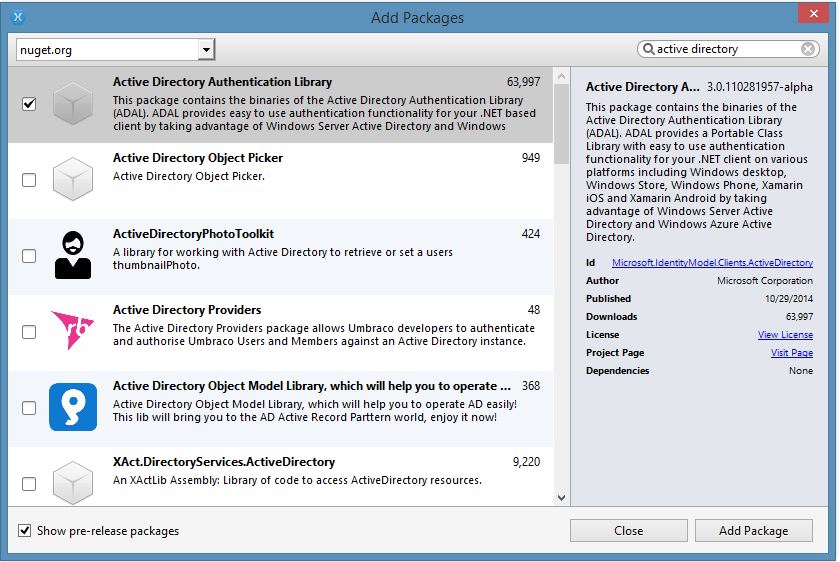 Add Packages
nuget.org
active directory
Active Directory Authentication Library 63,997
This package contains the binaries of the Active Directory Authentication Library
(ADAL). ADAL provides easy to use authentication functionality for your .NET based
client by taking advantage of Windows Server Active Directory and Windows
Active Directory Object Picker 949
Active Directory Object Picker.
ActiveDirectoryPhotoToolkit 424
A library for working with Active Directory to retrieve or set a users
thumbnailPhoto.
rb
Active Directory Providers 48
The Active Directory Providers package allows Umbraco developers to authenticate
and authorise Umbraco Users and Members against an Active Directory instance.
Active Directory Object Model Library, which will help you to operate ... 368
Active Directory Object Model Library, which will help you to operate AD easily!
This lib will bring you to the AD Active Record Parttern world, enjoy it now!
XAct.DirectoryServices.ActiveDirectory 9,220
An XActLib Assembly: Library of code to access ActiveDirectory resources.
Active Directory A... 3.0.110281957-alpha
This package contains the binaries of the
Active Directory Authentication Library
(ADAL). ADAL provides a Portable Class
Library with easy to use authentication
functionality for your .NET client on various
platforms including Windows desktop,
Windows Store, Windows Phone, Xamarin
iOS and Xamarin Android by taking
advantage of Windows Server Active
Directory and Windows Azure Active
Directory.
Id Microsoft.IdentityModel.Clients.ActiveDirectory
Author Microsoft Corporation
Published 10/29/2014
Downloads 63,997
License View License
Project Page Visit Page
Dependencies None
Show pre-release packages
Close
Add Package